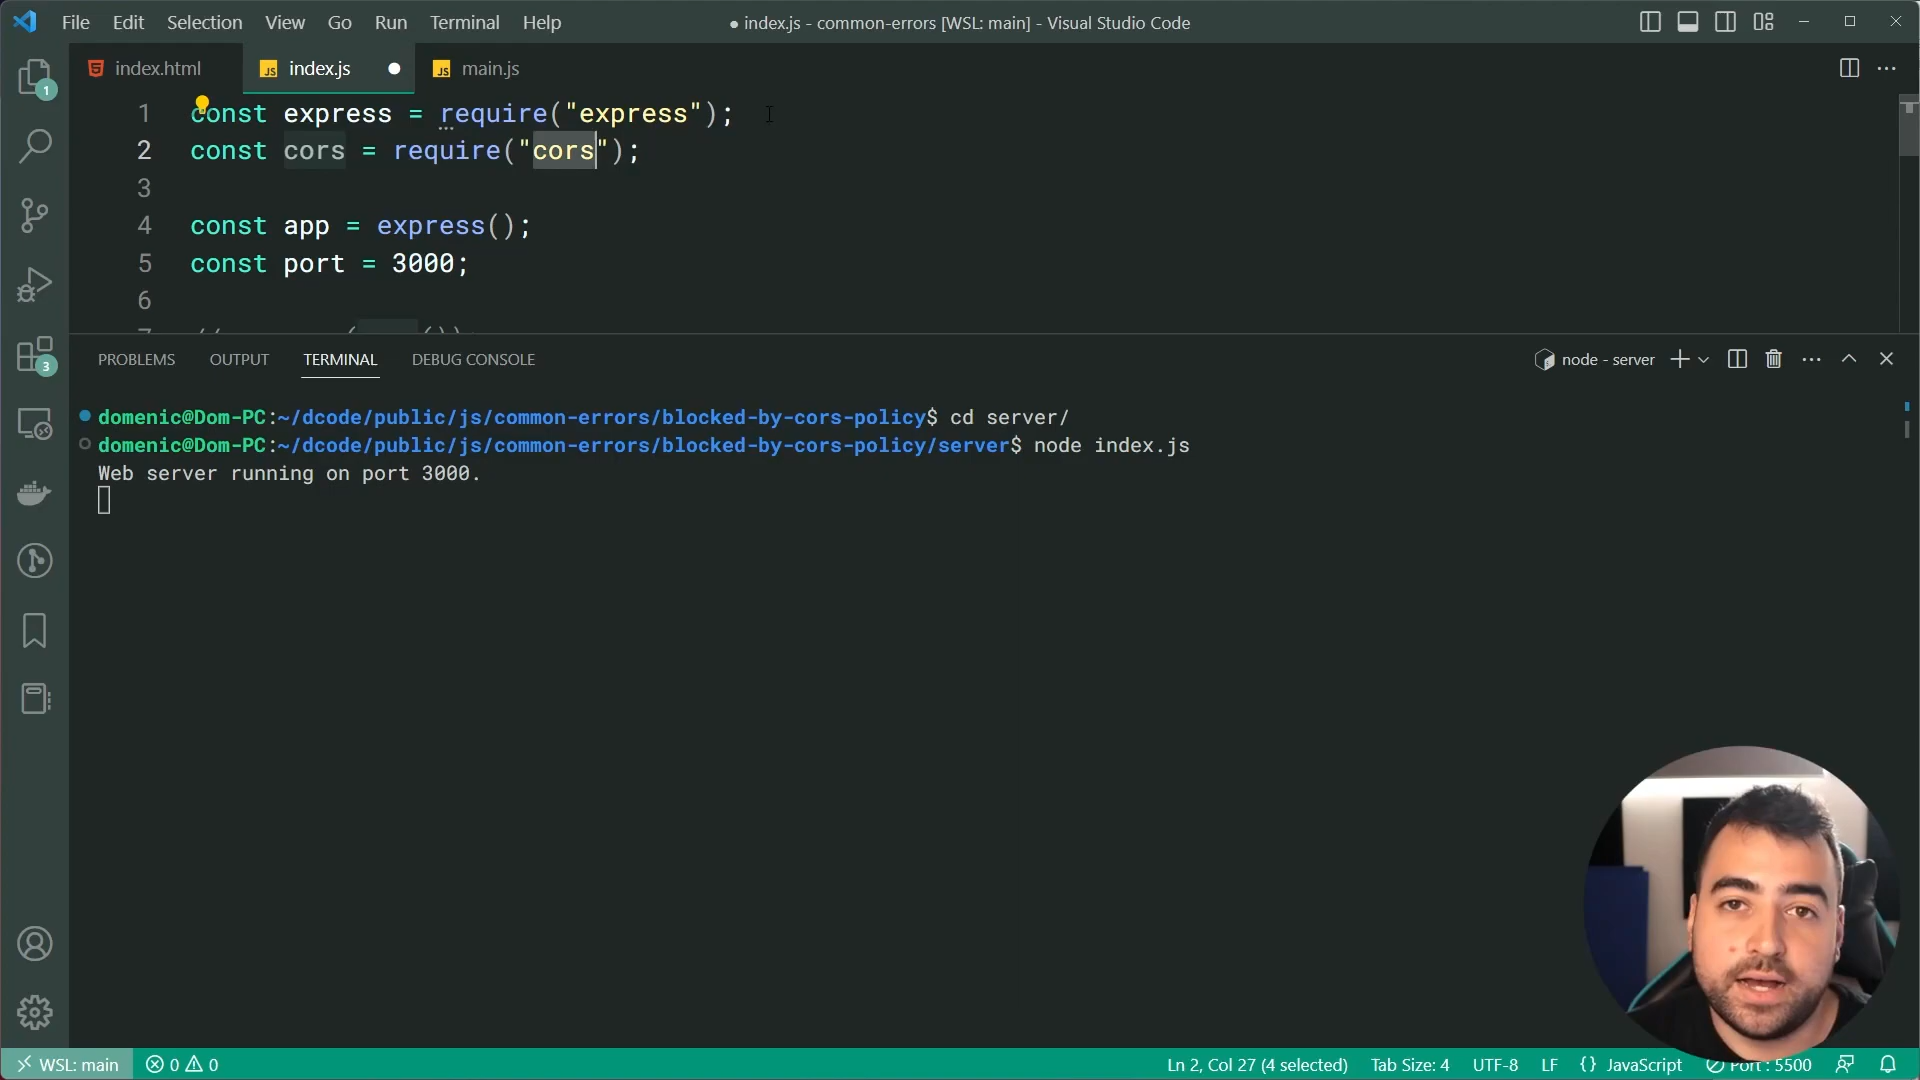 File Edit Selection View Go Run Terminal Help
● index.js - common-errors [WSL: main] - Visual Studio Code
index.html
index.js
main.js
1 const express = require("express");
2 const cors = require("cors");
3
4 const app = express();
5 const port = 3000;
6
PROBLEMS OUTPUT TERMINAL DEBUG CONSOLE
node - server
domenic@Dom-PC:~/dcode/public/js/common-errors/blocked-by-cors-policy$ cd server/
domenic@Dom-PC:~/dcode/public/js/common-errors/blocked-by-cors-policy/server$ node index.js
Web server running on port 3000.
1
3
WSL: main 0 0 Ln 2, Col 27 (4 selected) Tab Size: 4 UTF-8 LF {} JavaScript Port : 5500